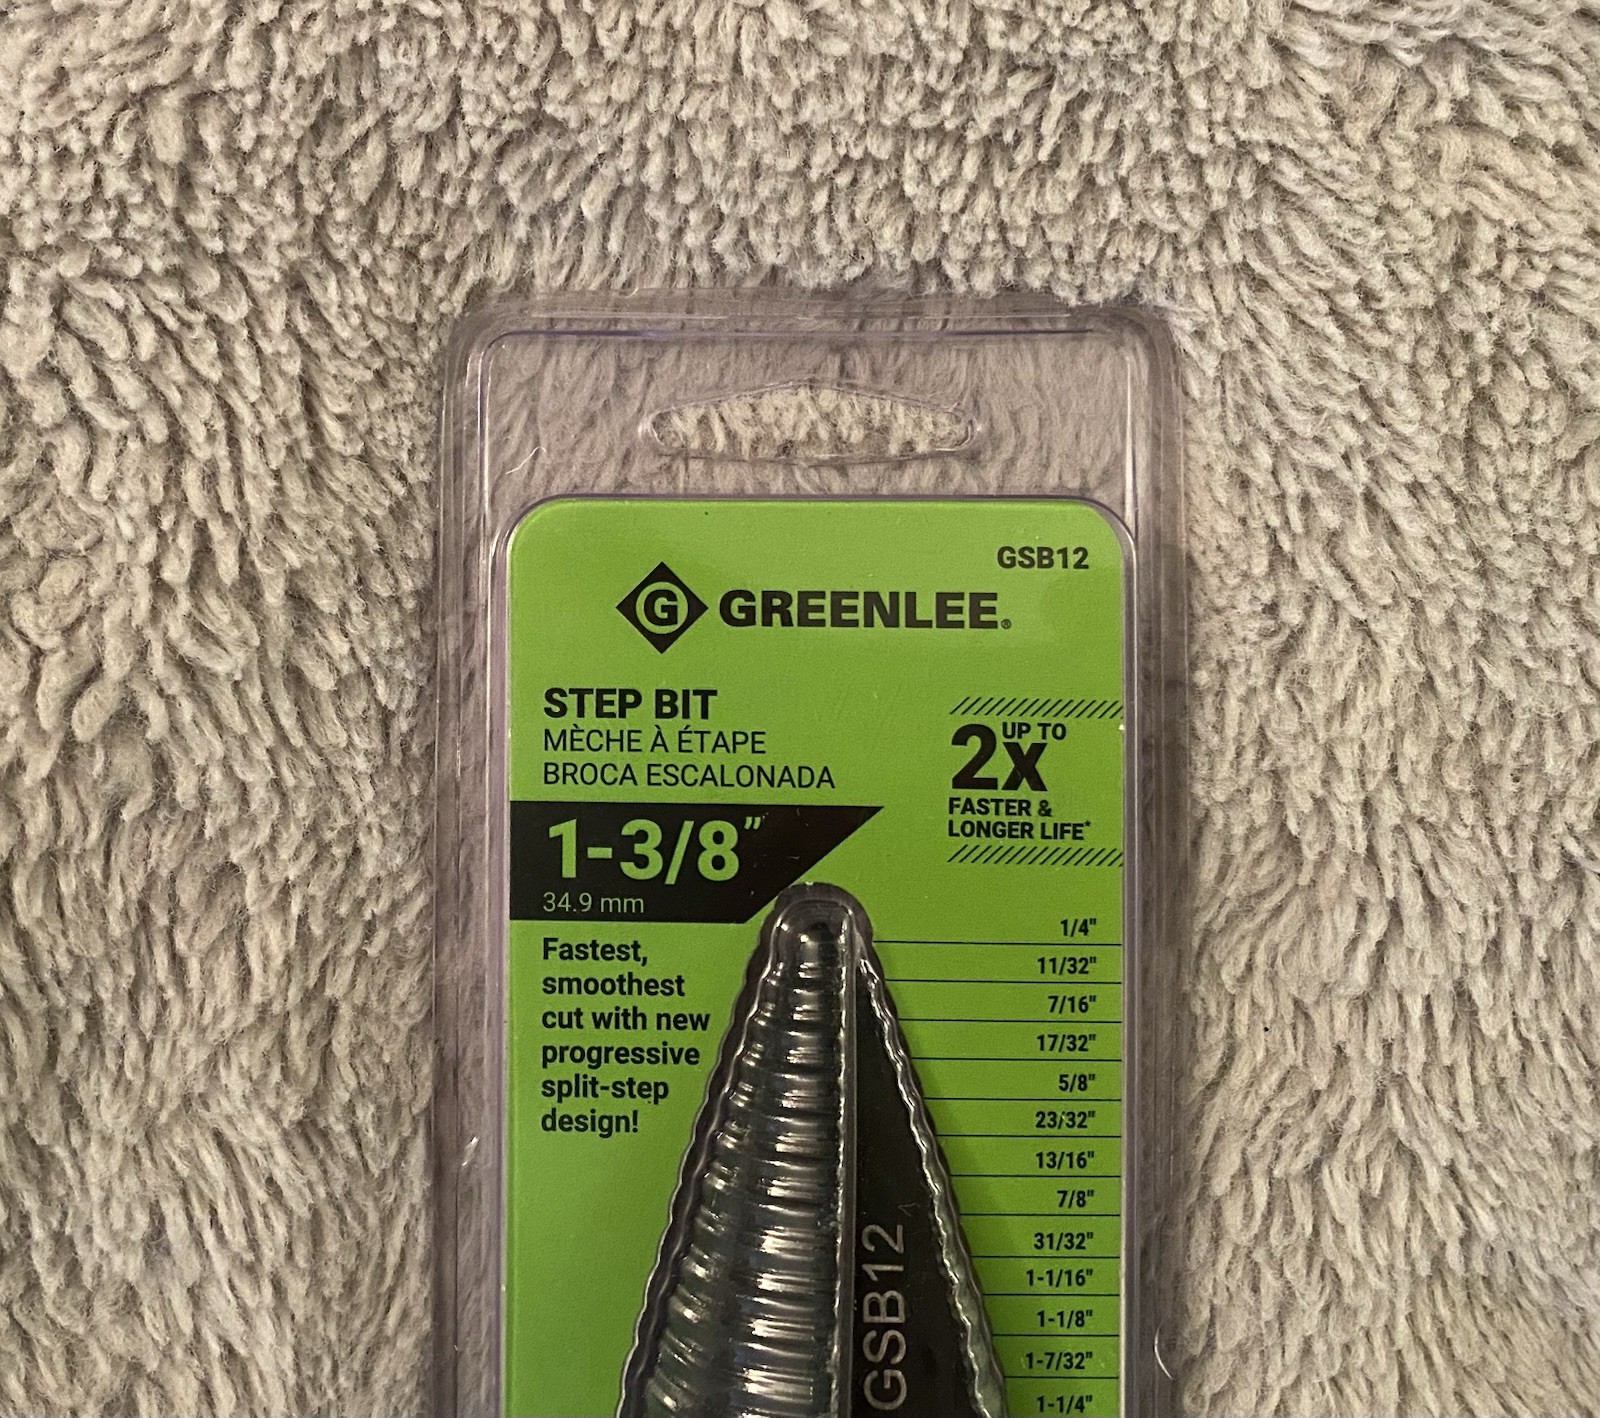 GSB12
G GREENLEE®
STEP BIT
MÈCHE À ÉTAPE
BROCA ESCALONADA
UP TO
2X
FASTER &
LONGER LIFE*
1-3/8"
34.9 mm
Fastest,
smoothest
cut with new
progressive
split-step
design!
1/4"
11/32"
7/16"
17/32"
5/8"
23/32"
13/16"
7/8"
31/32"
1-1/16"
1-1/8"
1-7/32"
1-1/4"
GSB12